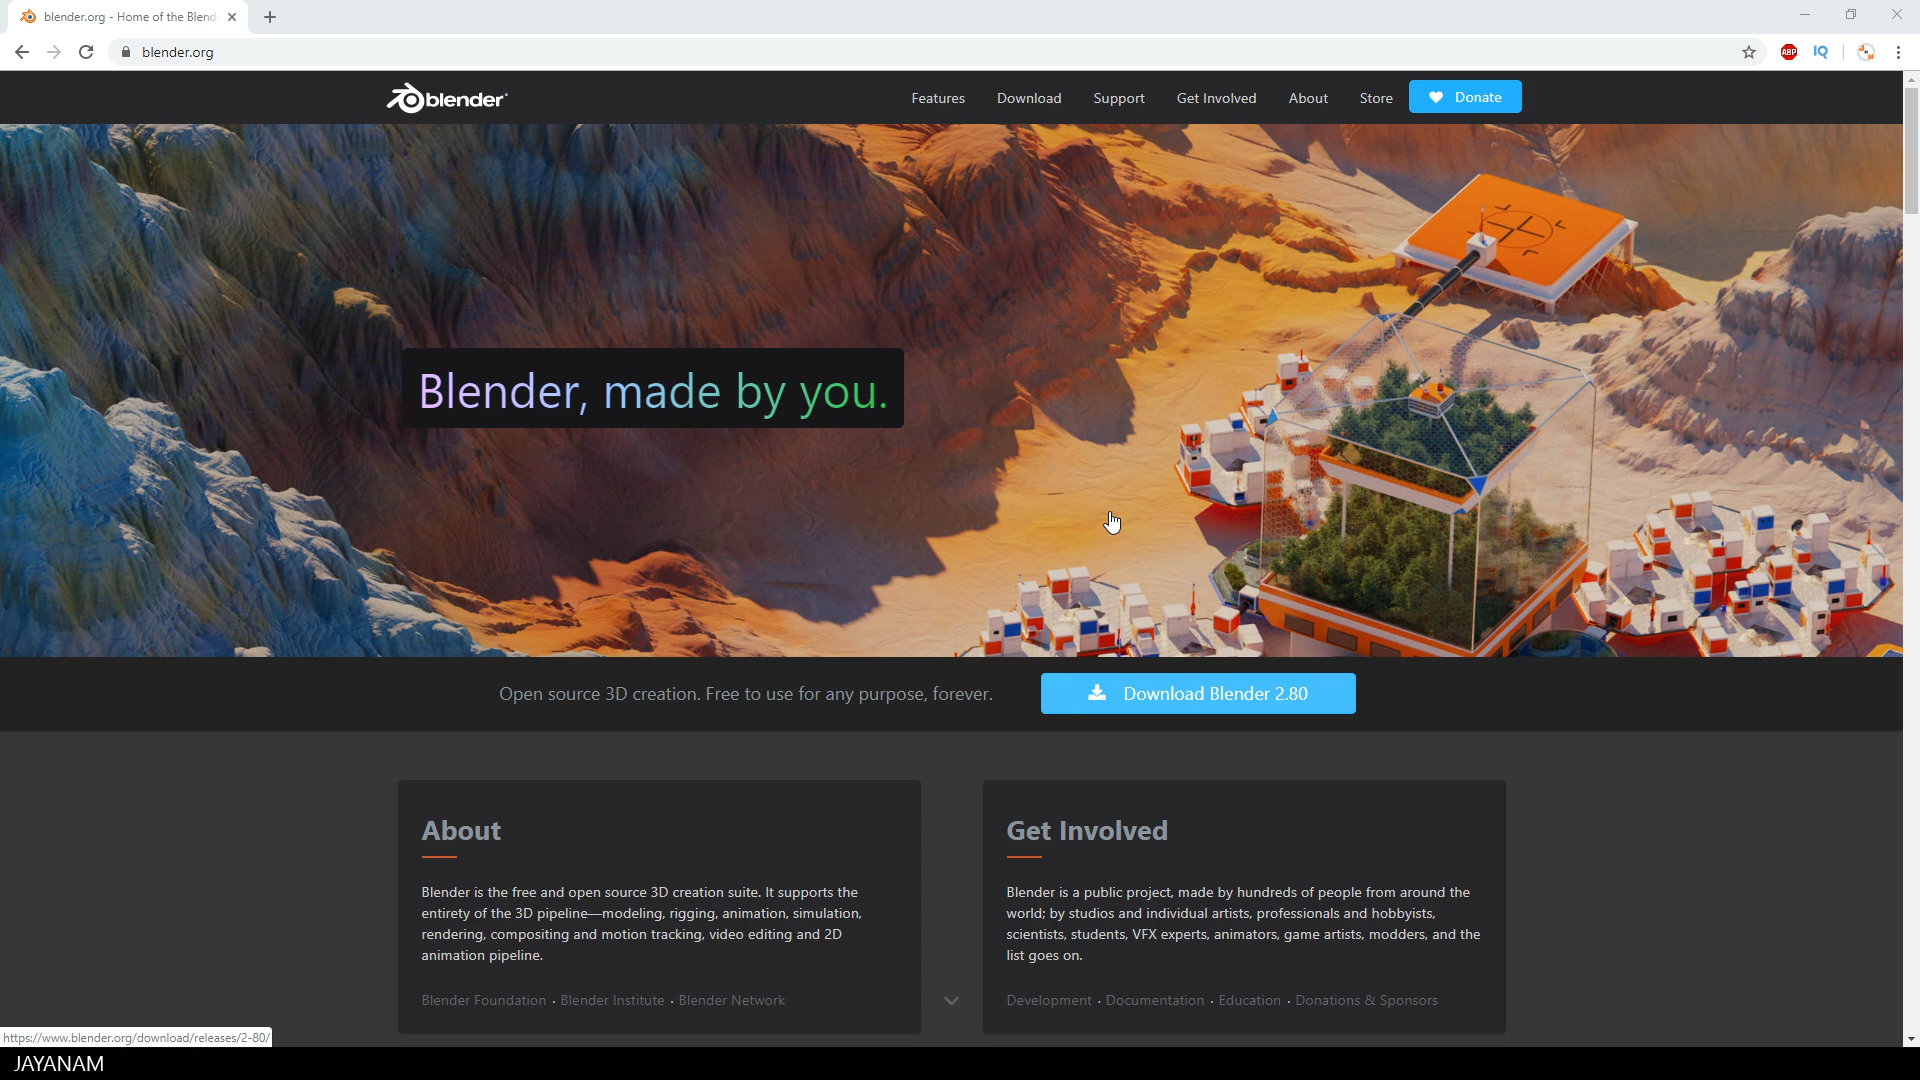 blender.org - Home of the Blend
blender.org
ABP
IQ
blender
Features
Download
Support
Get Involved
About
Store
Donate
Blender, made by you.
Open source 3D creation. Free to use for any purpose, forever.
Download Blender 2.80
About
Blender is the free and open source 3D creation suite. It supports the
entirety of the 3D pipeline—modeling, rigging, animation, simulation,
rendering, compositing and motion tracking, video editing and 2D
animation pipeline.
Blender Foundation · Blender Institute · Blender Network
Get Involved
Blender is a public project, made by hundreds of people from around the
world; by studios and individual artists, professionals and hobbyists,
scientists, students, VFX experts, animators, game artists, modders, and the
list goes on.
Development · Documentation · Education · Donations & Sponsors
https://www.blender.org/download/releases/2-80/
JAYANAM